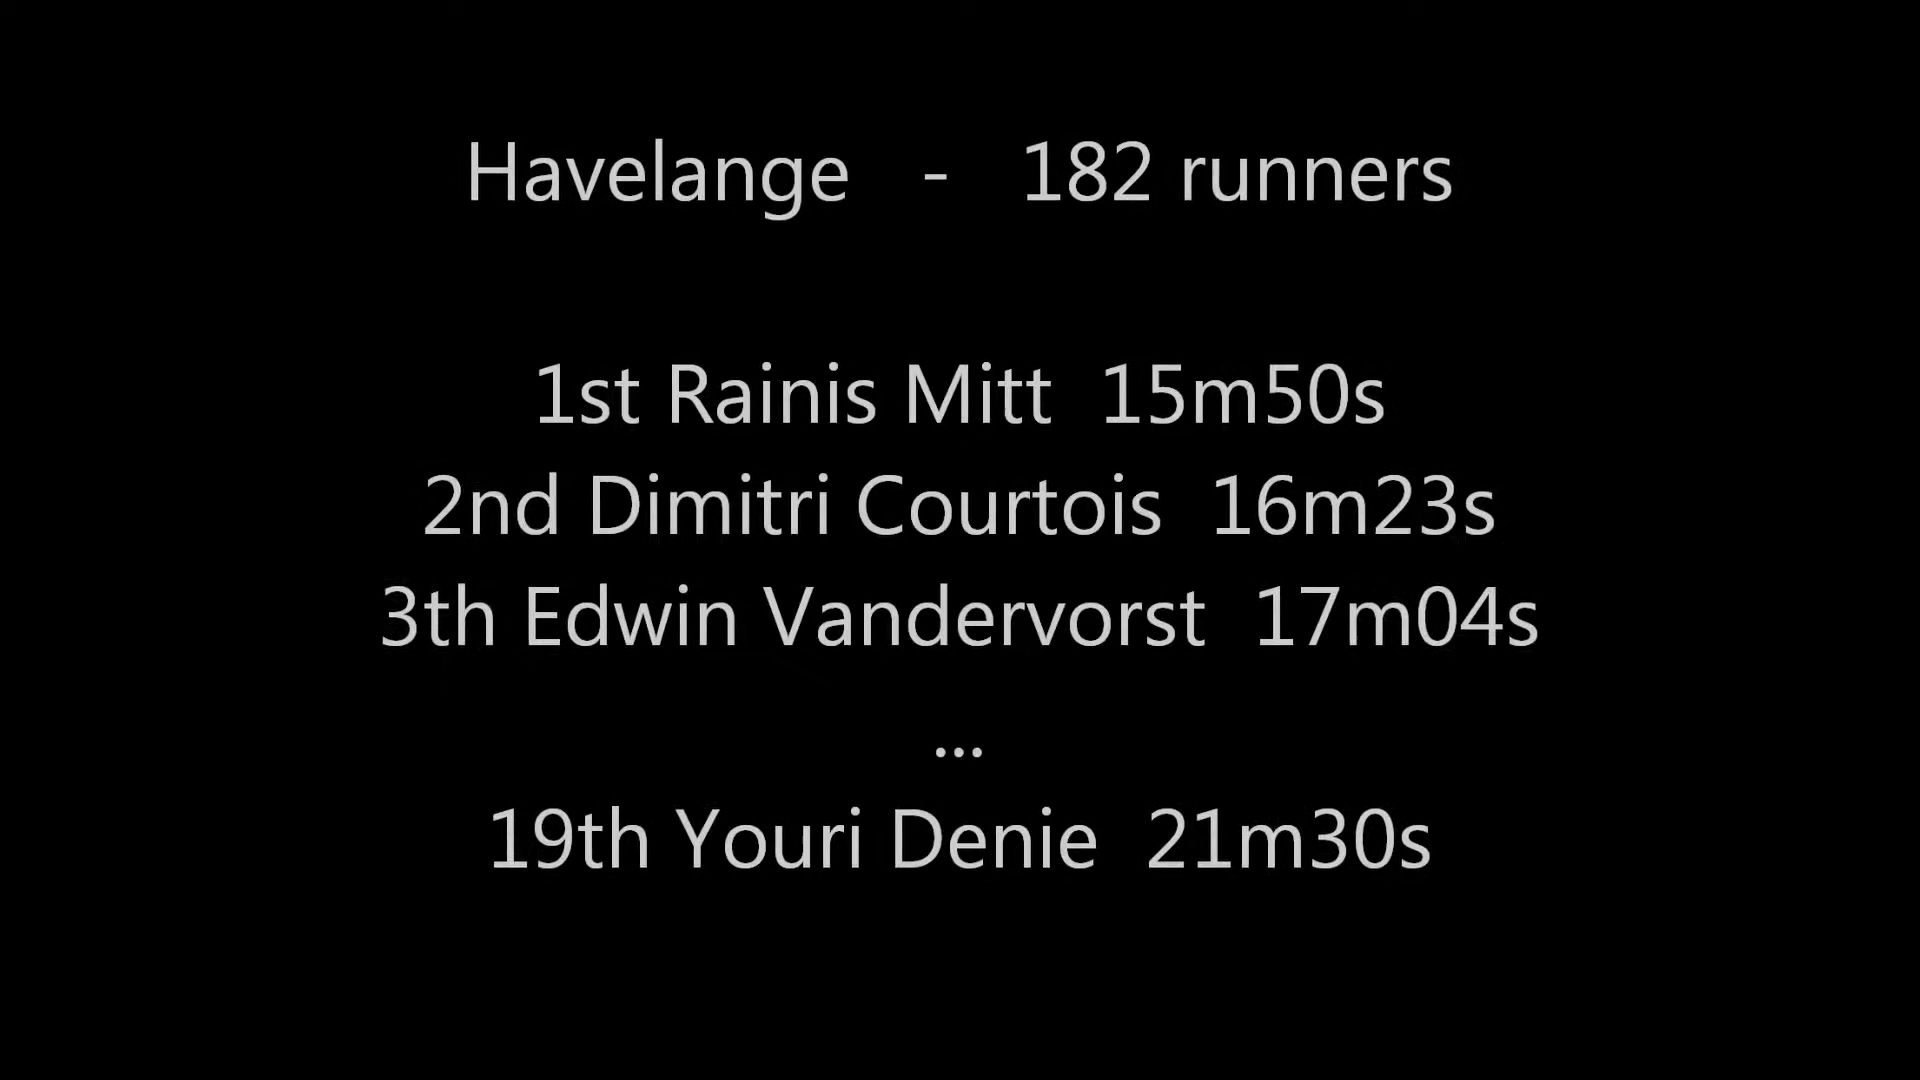 Havelange - 182 runners
1st Rainis Mitt 15m50s
2nd Dimitri Courtois 16m23s
3th Edwin Vandervorst 17m04s
...
19th Youri Denie 21m30s